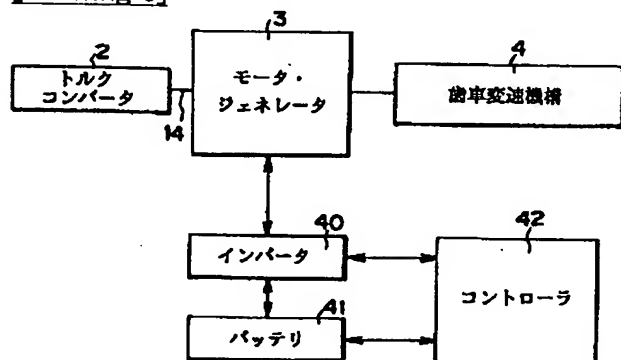 3
2
トルク
コンバータ
14
モータ・
ジェネレータ
4
歯車変速機構
40
インバータ
42
コントローラ
41
バッテリ